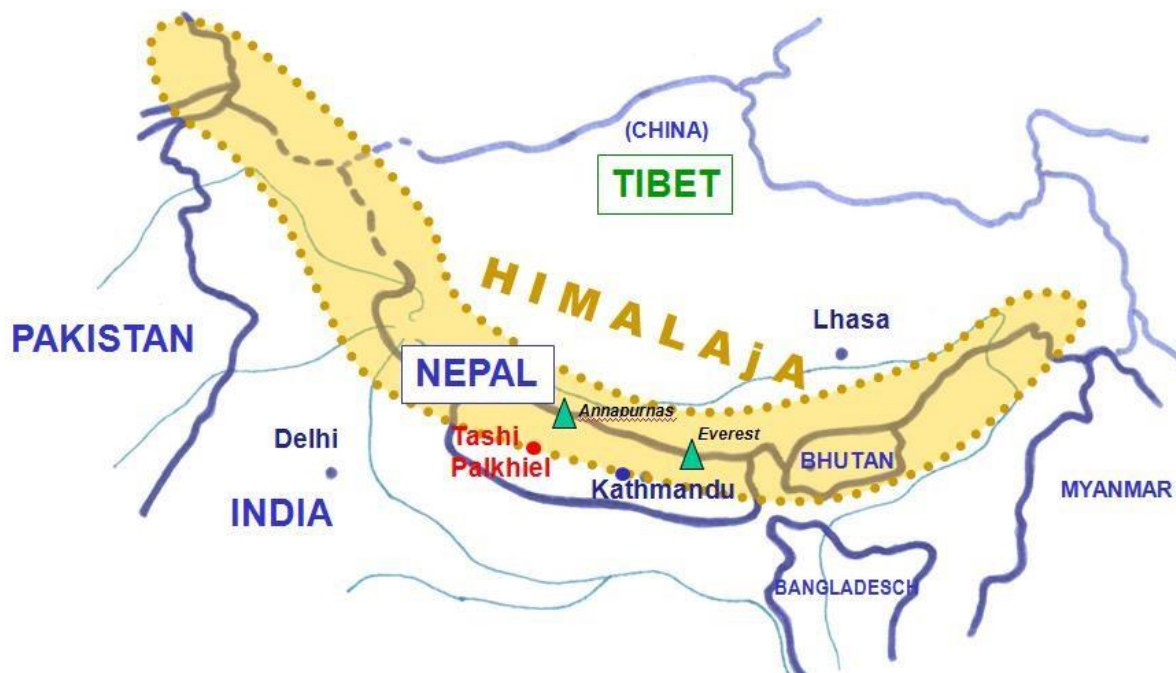 (CHINA)
TIBET
HIMALAjA
Lhasa
PAKISTAN
NEPAL
Annapurnas
Everest
Delhi
Tashi
Palkhiel
BHUTAN
Kathmandu
MYANMAR
INDIA
BANGLADESCH